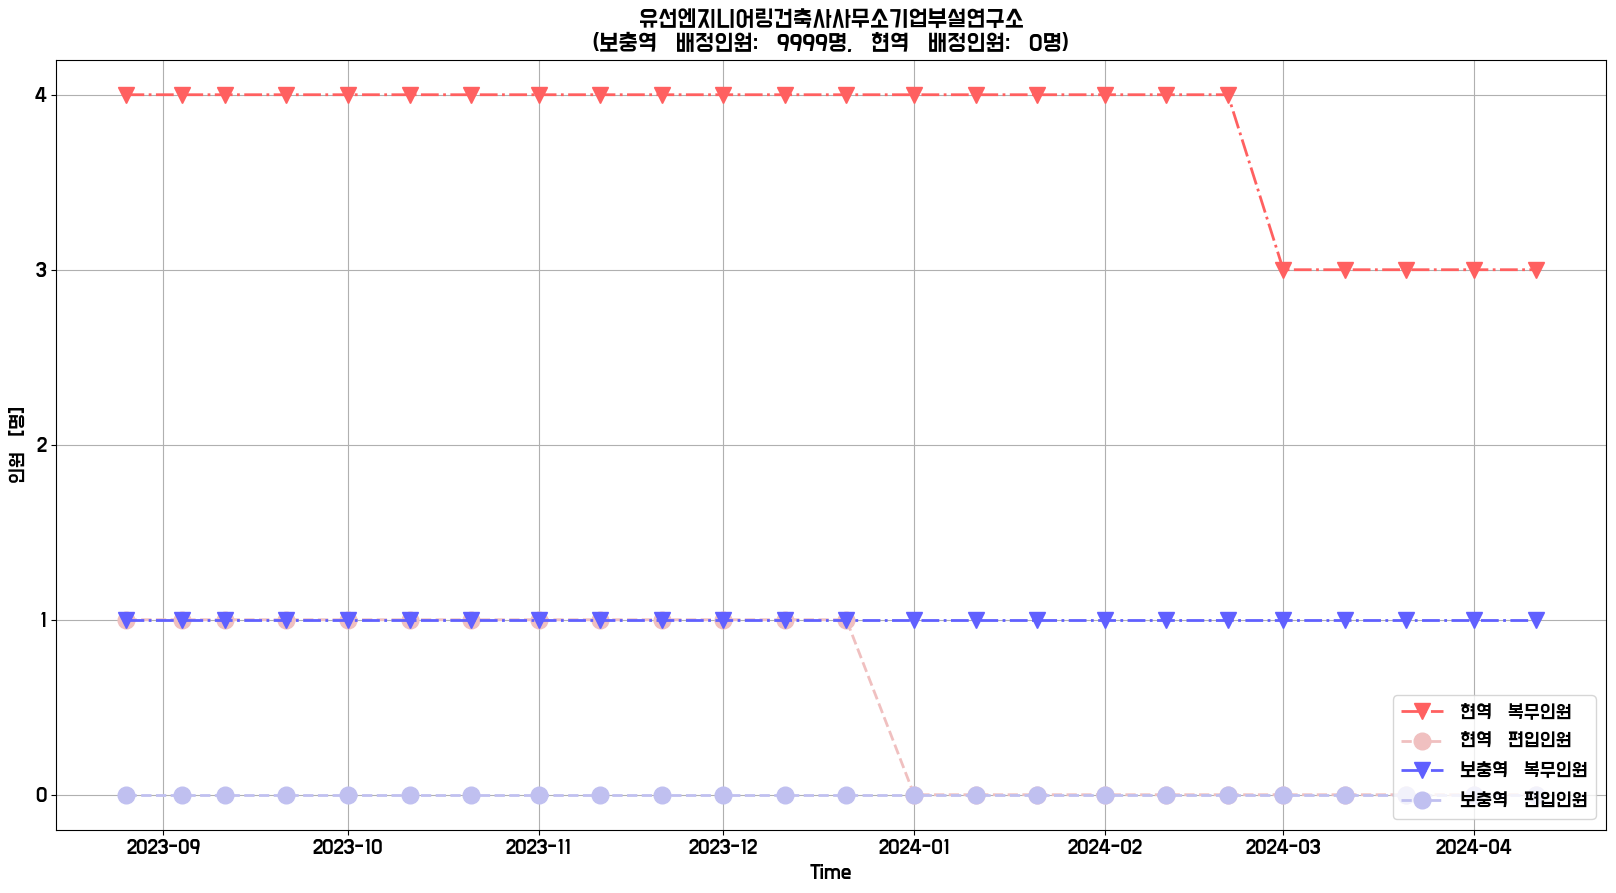 유선엔지니어링건축사사무소기업부설연구소
(보충역 배정인원: 9999명, 현역 배정인원: 0명)
4
3
2
1
0
인원 [명]
현역 복무인원
현역 편입인원
보충역 복무인원
보충역 편입인원
2023-09 2023-10 2023-11 2023-12 2024-01 2024-02 2024-03 2024-04
Time